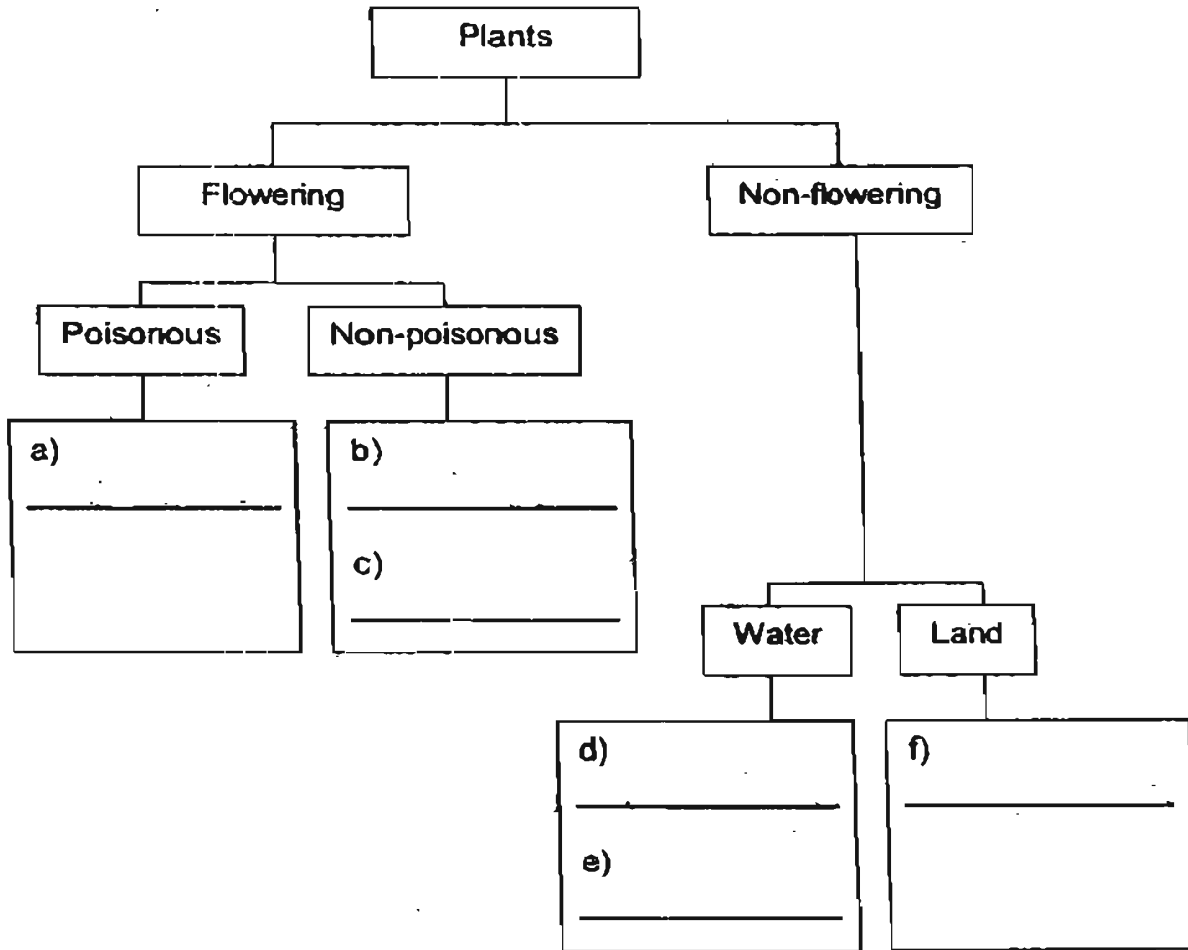 Plants
Flowering
Non-flowering
Poisonous
Non-poisonous
a)
b)
c)
Water
Land
d)
f)
e)